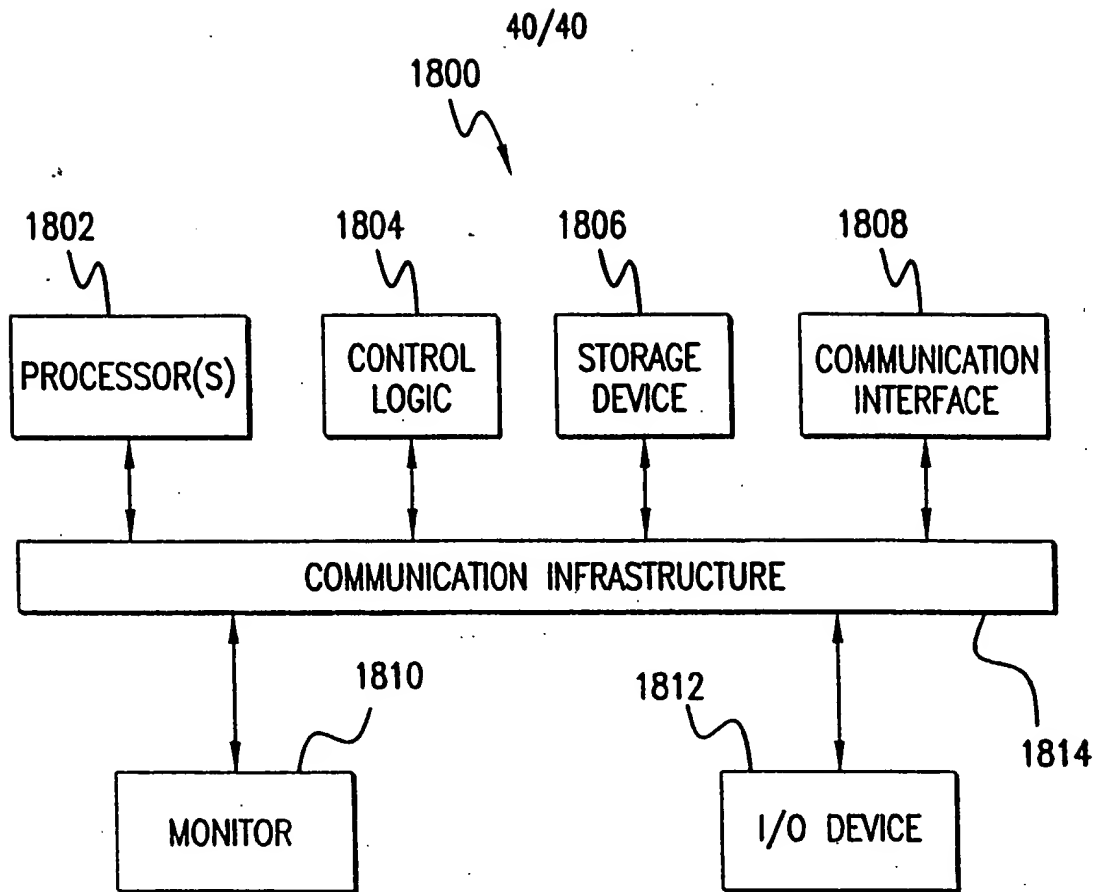 40/40
1800
1802
1804
1806
1808
PROCESSOR(S)
CONTROL
LOGIC
STORAGE
DEVICE
COMMUNICATION
INTERFACE
COMMUNICATION INFRASTRUCTURE
1810
1812
1814
MONITOR
I/O DEVICE